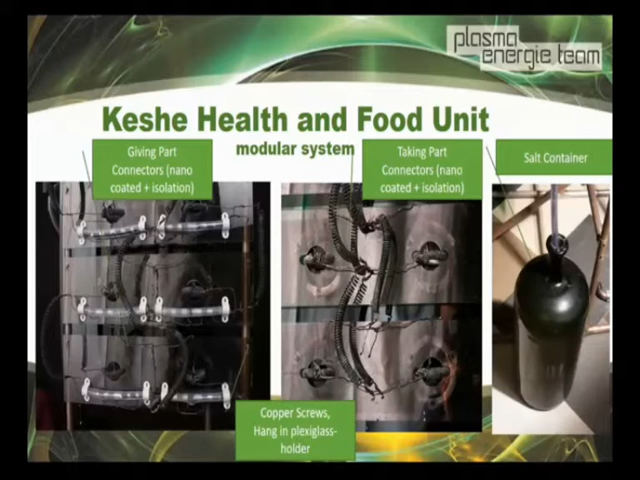 plasma
energie team
Keshe Health and Food Unit
modular system
Giving Part
Connectors (nano
coated + isolation)
Taking Part
Connectors (nano
coated + isolation)
Salt Container
Copper Screws,
Hang in plexiglass-
holder